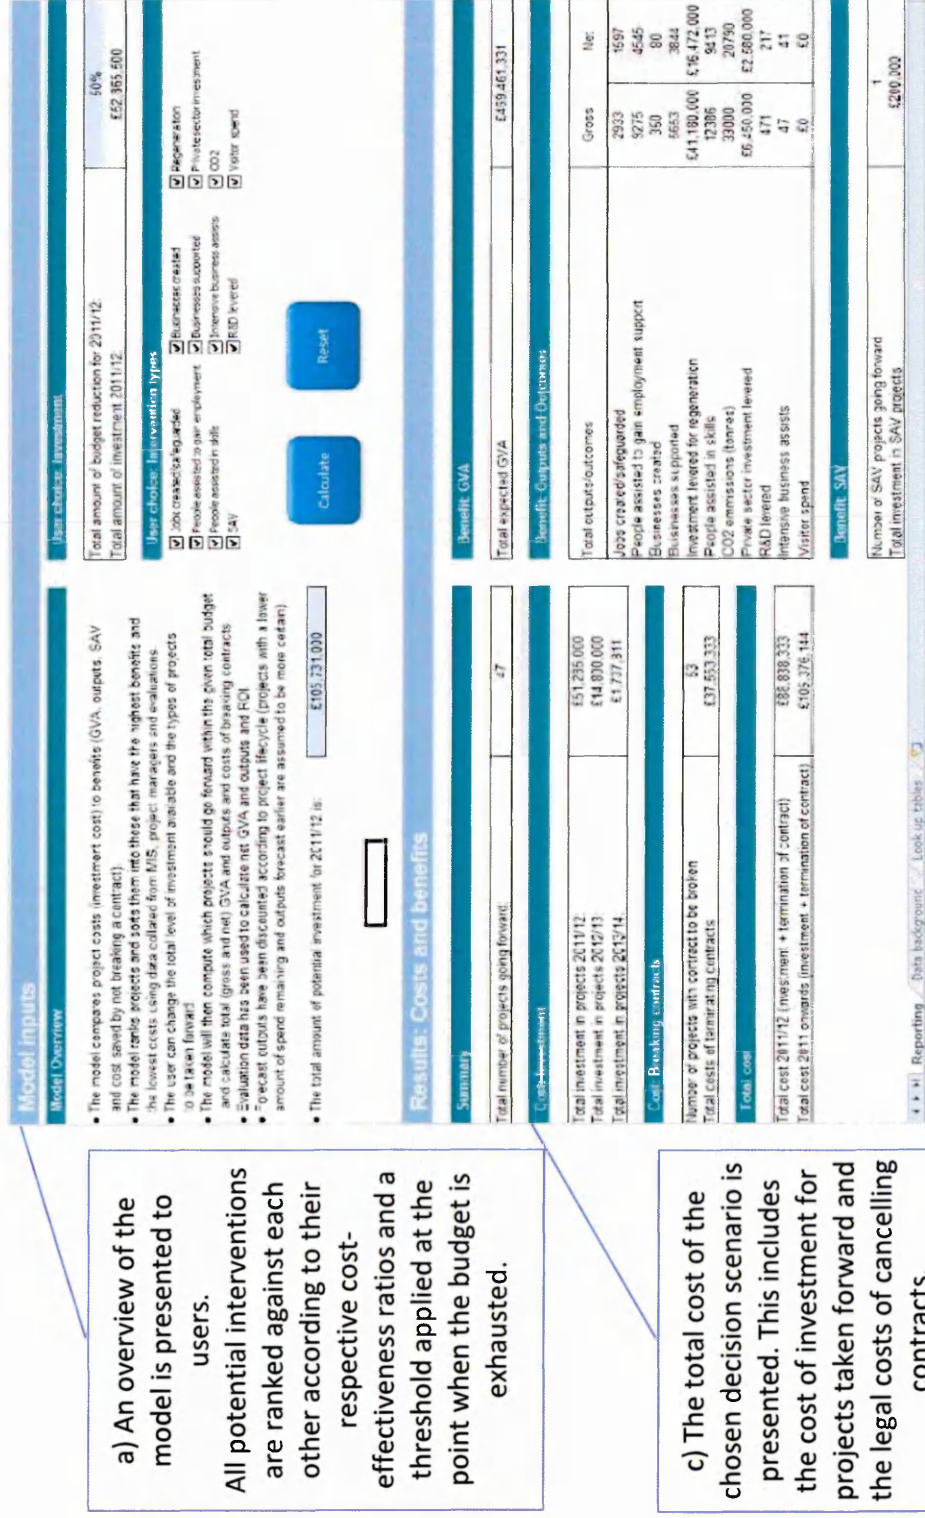 a) An overview of the
model is presented to
users.
All potential interventions
are ranked against each
other according to their
respective cost-
effectiveness ratios and a
threshold applied at the
point when the budget is
exhausted.
c) The total cost of the
chosen decision scenario is
presented. This includes
the cost of investment for
projects taken forward and
the legal costs of cancelling
contracts.
Model inputs
Model Overview
• The model compares project costs (investment cost) to benefits (GVA, outputs, SAV
and cost saved by not breaking a contract).
• The model ranks projects and sorts them into those that have the highest benefits and
the lowest costs using data collated from MIS, project managers and evaluations.
• The user can change the total level of investment available and the types of projects
to be taken forward
• The model will then compute which projects should go forward within the given total budget
and calculate total (gross and net) GVA and outputs and costs of breaking contracts
• Evaluation data has been used to calculate net GVA and outputs and ROI.
• Forecast outputs have been discounted according to project lifecycle (projects with a lower
amount of spend remaining and outputs forecast earlier are assumed to be more certain)
• The total amount of potential investment for 2011/12 is: £105,731,000
User choice: Investment
Total amount of budget reduction for 2011/12: 50%
Total amount of investment 2011/12:
User choice: Intervention types
Jobs created/safeguarded Businesses created Regeneration
People assisted to gain employment Businesses supported Private sector investment
People assisted in skills Intensive business assists CO2
SAV R&D levered Visitor spend
Calculate Reset
Results: Costs and benefits
Summary
Total number of projects going forward: 47
Cost: Investment
Total investment in projects 2011/12: £51,285,000
Total investment in projects 2012/13: £14,800,000
Total investment in projects 2013/14: £1,737,811
Cost: Breaking contracts
Number of projects with contract to be broken 53
Total costs of terminating contracts £37,553,333
Total cost
Total cost 2011/12 (investment + termination of contract) £88,838,333
Total cost 2011 onwards (investment + termination of contract) £105,376,144
Benefit: GVA
Total expected GVA £459,461,331
Benefit: Outputs and Outcomes
Total outputs/outcomes Gross Net
Jobs created/safeguarded 2933 1597
People assisted to gain employment support 9275 4545
Businesses created 350 80
Businesses supported 5653 3844
Investment levered for regeneration £41,180,000 £16,472,000
People assisted in skills 12386 9413
CO2 emmissions (tonnes) 33000 20790
Private sector investment levered £6,450,000 £2,580,000
R&D levered 471 217
Intensive business assists 47 41
Visitor spend £0 £0
Benefit: SAV
Number of SAV projects going forward 1
Total investment in SAV projects £200,000
Reporting Data background Look up tables